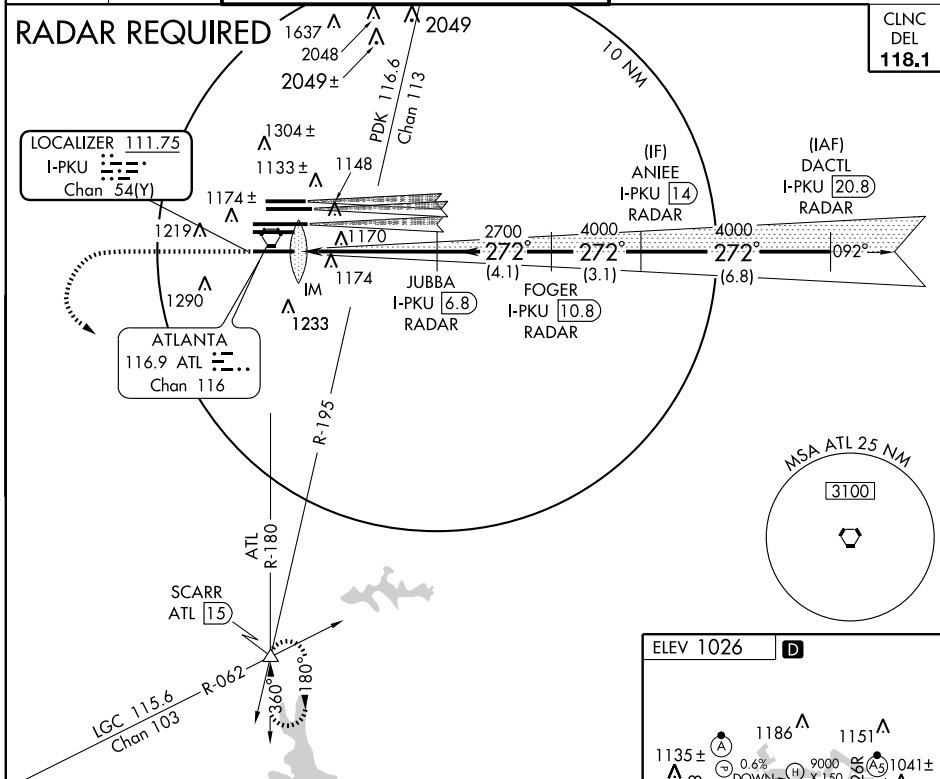 RADAR REQUIRED
1637
2048
2049
2049±
CLNC
DEL
118.1
10 NM
PDK 116.6
Chan 113
LOCALIZER 111.75
I-PKU
Chan 54(Y)
1304±
1133±
1148
1174±
1219
1170
1174
1290
IM
1233
(IF)
ANIEE
I-PKU 14
RADAR
(IAF)
DACTL
I-PKU 20.8
RADAR
2700
272°
(4.1)
4000
272°
(3.1)
4000
272°
(6.8)
092°
JUBBA
I-PKU 6.8
RADAR
FOGER
I-PKU 10.8
RADAR
ATLANTA
116.9 ATL
Chan 116
R-195
ATL
R-180
SCARR
ATL 15
360°
180°
LGC 115.6
R-062
Chan 103
MSA ATL 25 NM
3100
ELEV 1026
D
1186
1151
1135±
A
P
0.6%
DOWN
H
9000
X 150
26R
A5
1041±
8